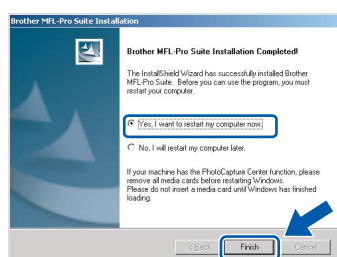 Brother MFL-Pro Suite Installation
Brother MFL-Pro Suite Installation Completed!
The InstallShield Wizard has successfully installed Brother
MFL-Pro Suite. Before you can use the program, you must
restart your computer.
Yes, I want to restart my computer now.
No, I will restart my computer later.
If your machine has the PhotoCapture Center function, please
remove all media cards before restarting Windows.
Please do not insert a media card until Windows has finished
loading.
< Back Finish Cancel